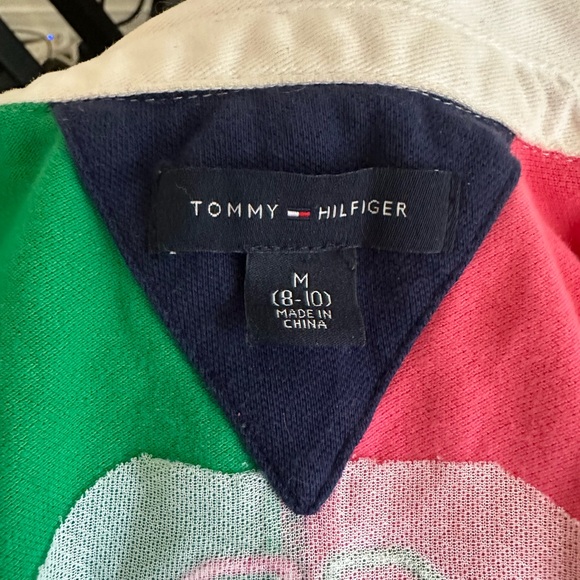 TOMMY HILFIGER
M
(8-10)
MADE IN
CHINA